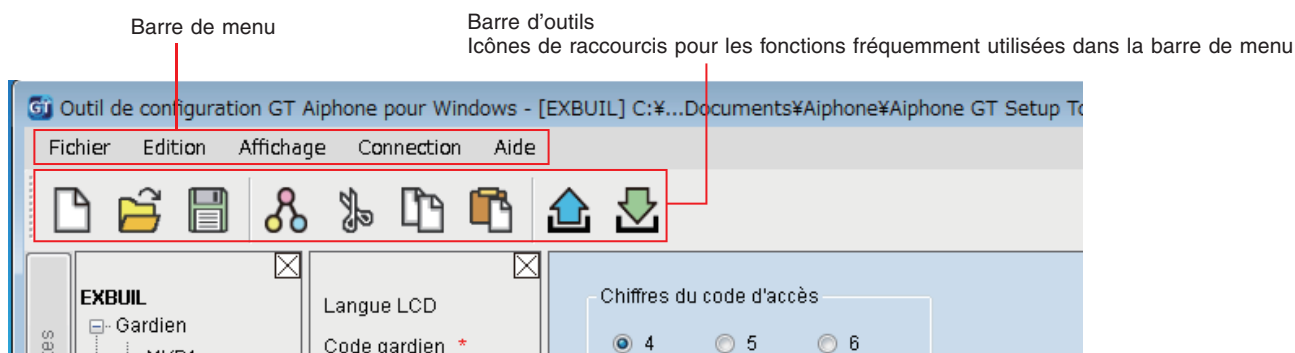 Barre de menu
Barre d'outils
Icônes de raccourcis pour les fonctions fréquemment utilisées dans la barre de menu
GT Outil de configuration GT Aiphone pour Windows - [EXBUIL] C:¥...Documents¥Aiphone¥Aiphone GT Setup
Fichier Edition Affichage Connection Aide
EXBUIL
Gardien
Langue LCD
Code gardien *
Chiffres du code d'accès
4 5 6